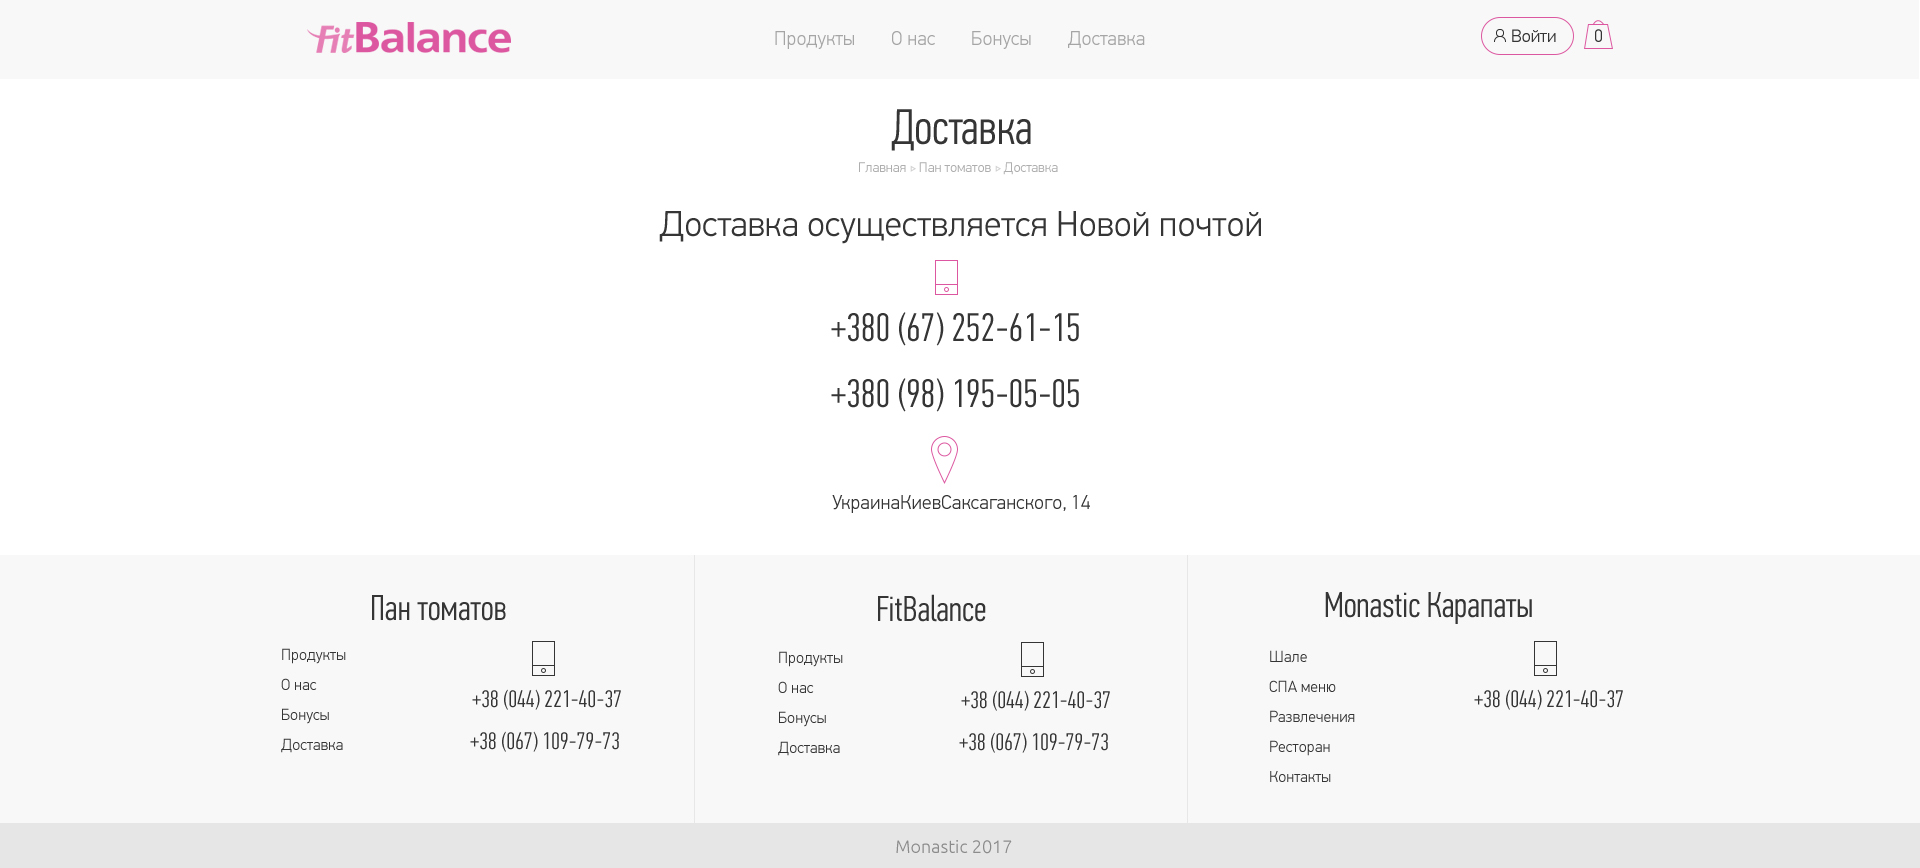 FitBalance
Продукты О нас Бонусы Доставка
Войти 0
Доставка
Главная > Пан томатов > Доставка
Доставка осуществляется Новой почтой
+380 (67) 252-61-15
+380 (98) 195-05-05
УкраинаКиевСаксаганского, 14
Пан томатов
Продукты
О нас
Бонусы
Доставка
+38 (044) 221-40-37
+38 (067) 109-79-73
FitBalance
Продукты
О нас
Бонусы
Доставка
+38 (044) 221-40-37
+38 (067) 109-79-73
Monastic Карапаты
Шале
СПА меню
Развлечения
Ресторан
Контакты
+38 (044) 221-40-37
Monastic 2017